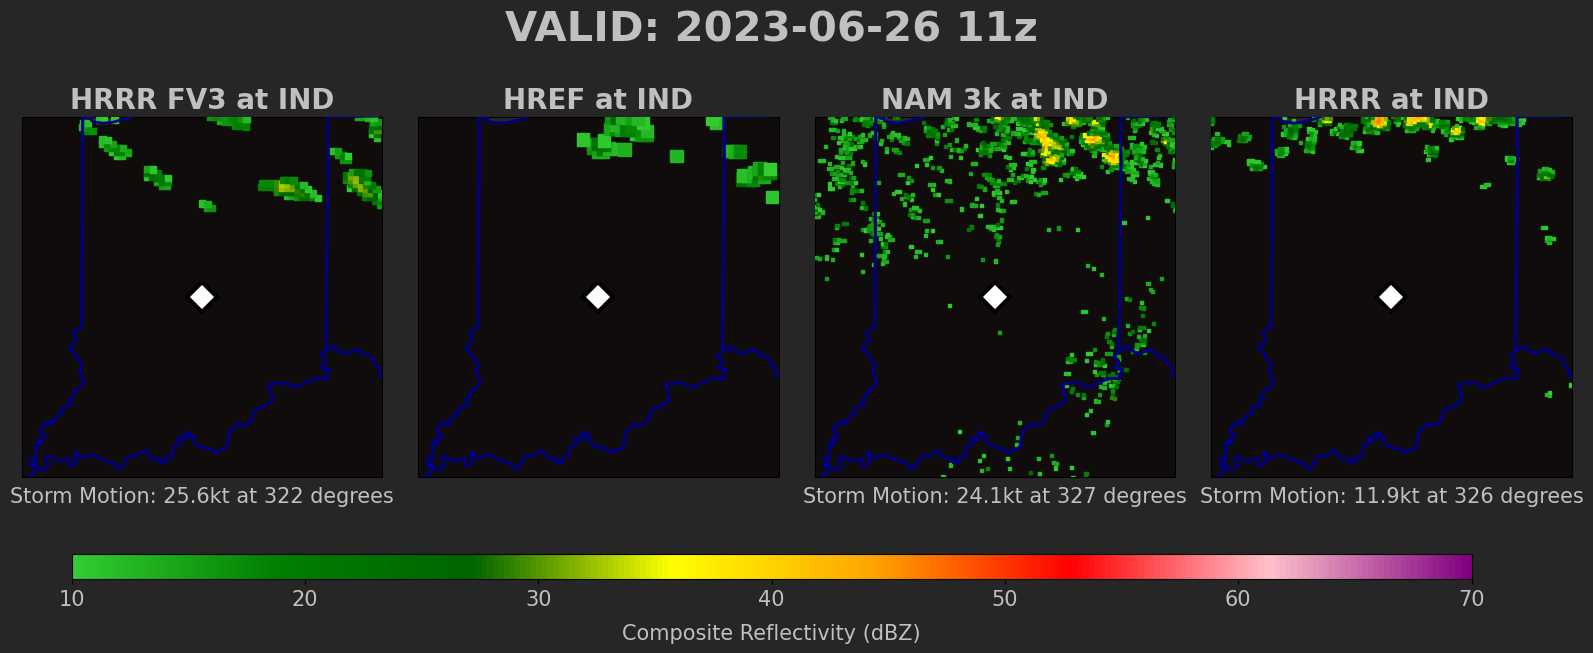 VALID: 2023-06-26 11z
HRRR FV3 at IND
HREF at IND
NAM 3k at IND
HRRR at IND
Storm Motion: 25.6kt at 322 degrees
Storm Motion: 24.1kt at 327 degrees
Storm Motion: 11.9kt at 326 degrees
10 20 30 40 50 60 70
Composite Reflectivity (dBZ)